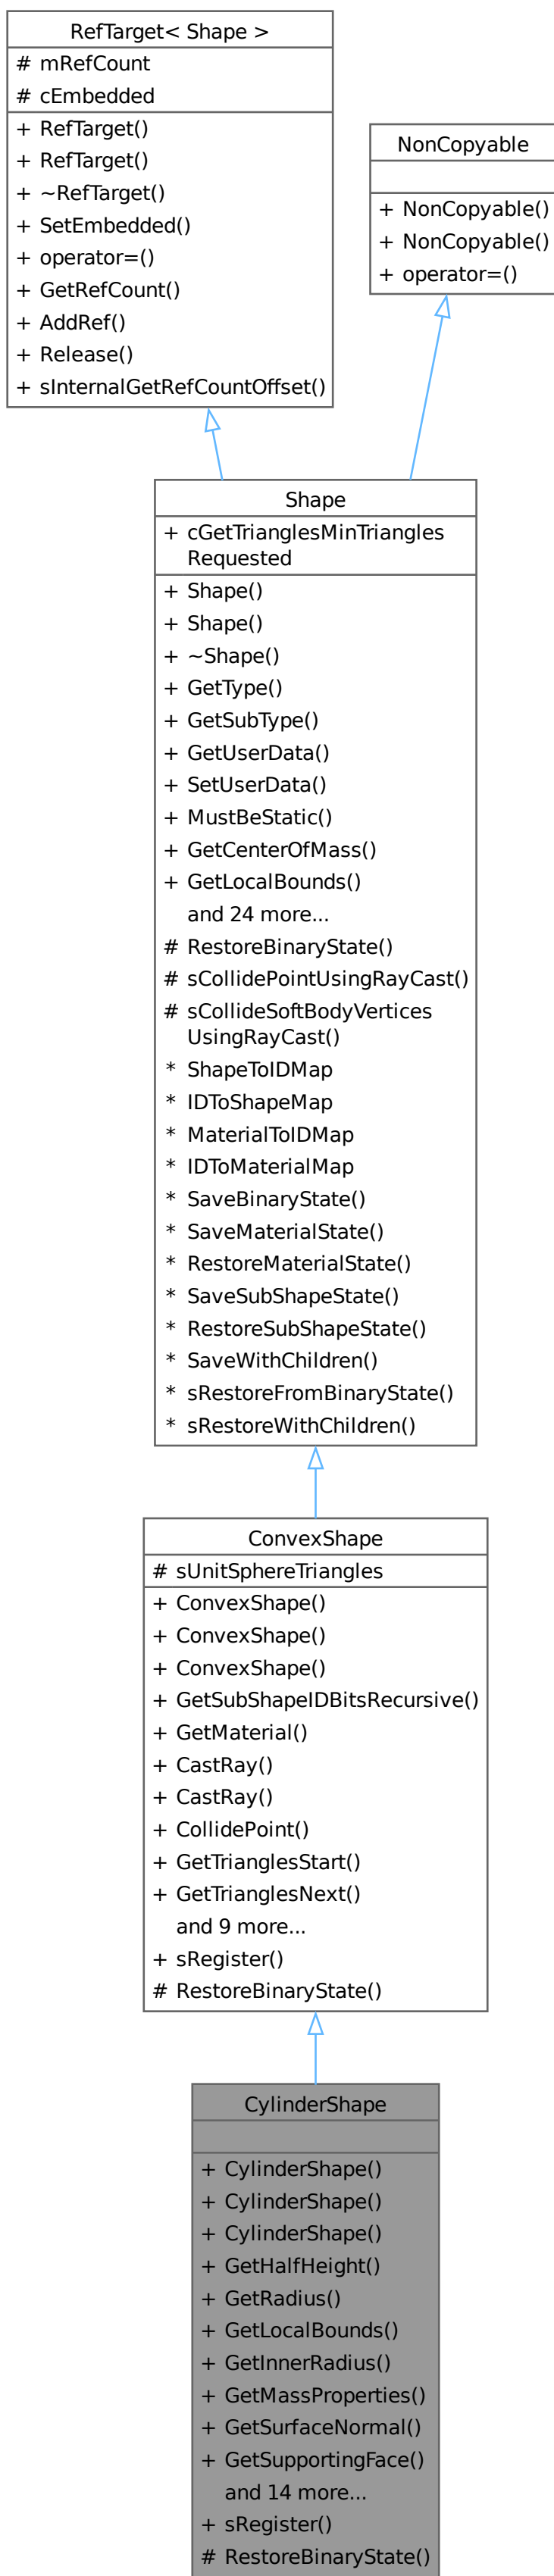 RefTarget< Shape >
# mRefCount
# cEmbedded
+ RefTarget()
+ RefTarget()
+ ~RefTarget()
+ SetEmbedded()
+ operator=()
+ GetRefCount()
+ AddRef()
+ Release()
+ sInternalGetRefCountOffset()
NonCopyable
+ NonCopyable()
+ NonCopyable()
+ operator=()
Shape
+ cGetTrianglesMinTriangles
Requested
+ Shape()
+ Shape()
+ ~Shape()
+ GetType()
+ GetSubType()
+ GetUserData()
+ SetUserData()
+ MustBeStatic()
+ GetCenterOfMass()
+ GetLocalBounds()
and 24 more...
# RestoreBinaryState()
# sCollidePointUsingRayCast()
# sCollideSoftBodyVertices
UsingRayCast()
* ShapeToIDMap
* IDToShapeMap
* MaterialToIDMap
* IDToMaterialMap
* SaveBinaryState()
* SaveMaterialState()
* RestoreMaterialState()
* SaveSubShapeState()
* RestoreSubShapeState()
* SaveWithChildren()
* sRestoreFromBinaryState()
* sRestoreWithChildren()
ConvexShape
# sUnitSphereTriangles
+ ConvexShape()
+ ConvexShape()
+ ConvexShape()
+ GetSubShapeIDBitsRecursive()
+ GetMaterial()
+ CastRay()
+ CastRay()
+ CollidePoint()
+ GetTrianglesStart()
+ GetTrianglesNext()
and 9 more...
+ sRegister()
# RestoreBinaryState()
CylinderShape
+ CylinderShape()
+ CylinderShape()
+ CylinderShape()
+ GetHalfHeight()
+ GetRadius()
+ GetLocalBounds()
+ GetInnerRadius()
+ GetMassProperties()
+ GetSurfaceNormal()
+ GetSupportingFace()
and 14 more...
+ sRegister()
# RestoreBinaryState()